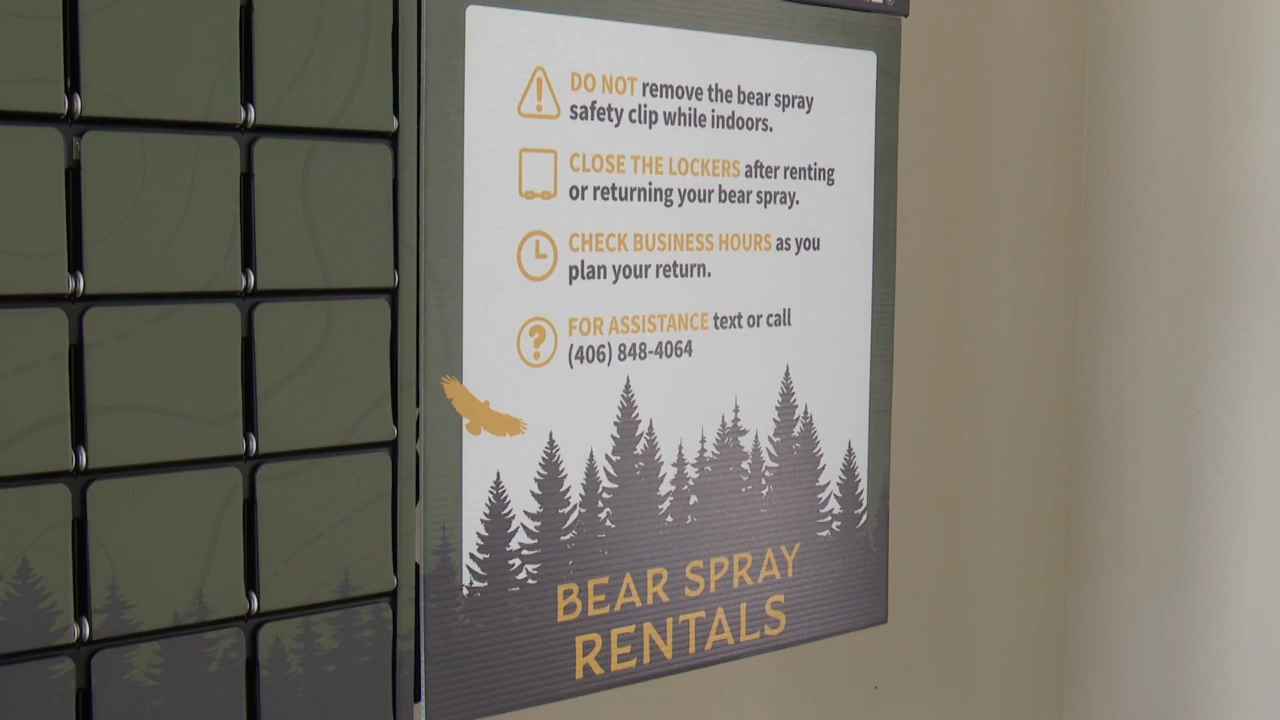 DO NOT remove the bear spray
safety clip while indoors.
CLOSE THE LOCKERS after renting
or returning your bear spray.
CHECK BUSINESS HOURS as you
plan your return.
FOR ASSISTANCE text or call
(406) 848-4064
BEAR SPRAY
RENTALS